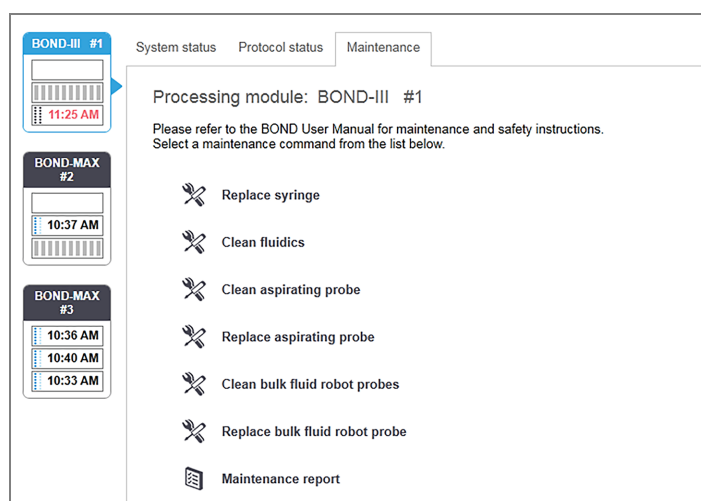 BOND-III #1
11:25 AM
BOND-MAX
#2
10:37 AM
BOND-MAX
#3
10:36 AM
10:40 AM
10:33 AM
System status Protocol status Maintenance
Processing module: BOND-III #1
Please refer to the BOND User Manual for maintenance and safety instructions.
Select a maintenance command from the list below.
Replace syringe
Clean fluidics
Clean aspirating probe
Replace aspirating probe
Clean bulk fluid robot probes
Replace bulk fluid robot probe
Maintenance report